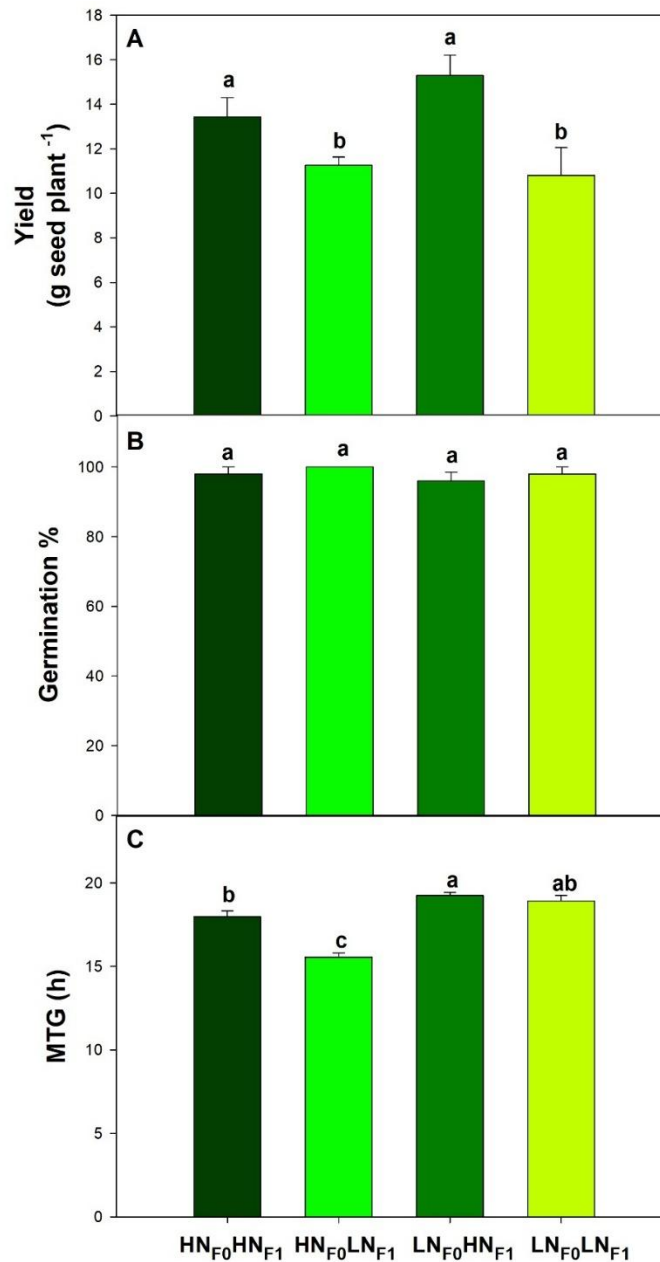 A
Yield
(g seed plant -1)
18
16
14
12
10
8
6
4
2
0
a
b
a
b
B
Germination %
100
80
60
40
20
0
a
a
a
a
C
MTG (h)
20
15
10
5
0
b
c
a
ab
HNF0HNF1 HNF0LNF1 LNF0HNF1 LNF0LNF1